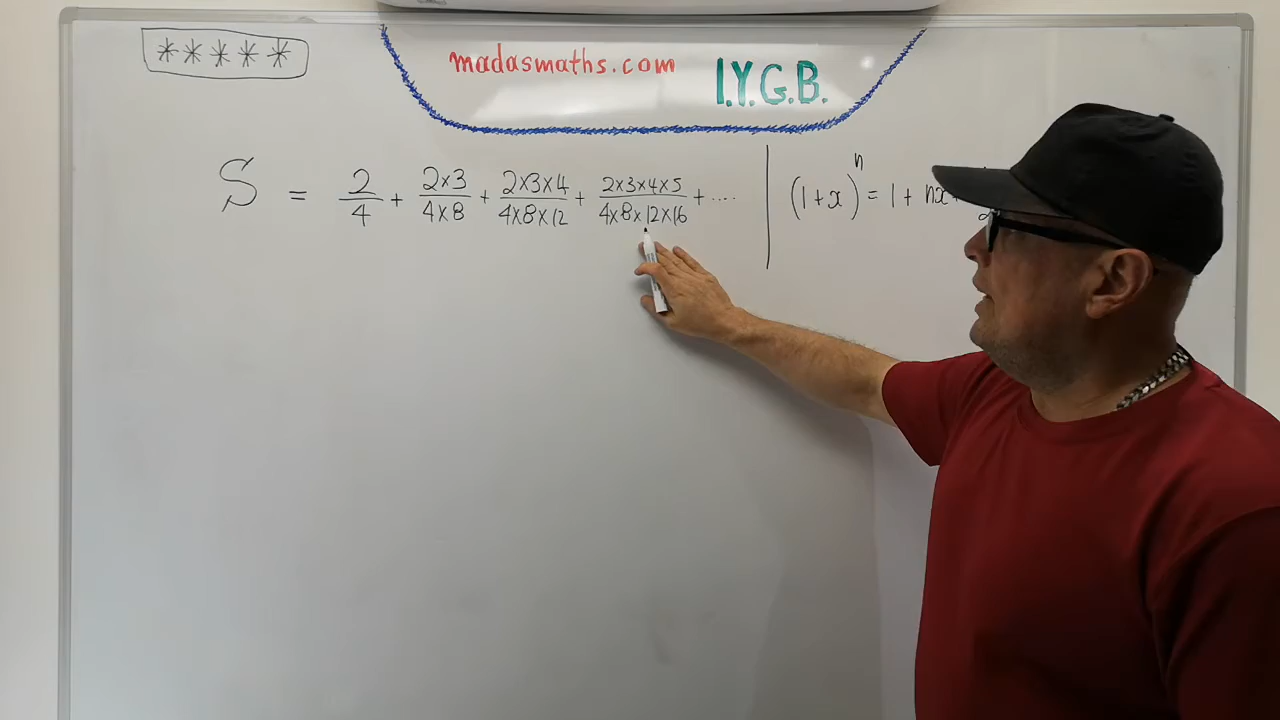 *****
madasmaths.com
I.Y.G.B.
S = 2/4 + 2×3/4×8 + 2×3×4/4×8×12 + 2×3×4×5/4×8×12×16 + ....
(1+x)^n = 1 + nx